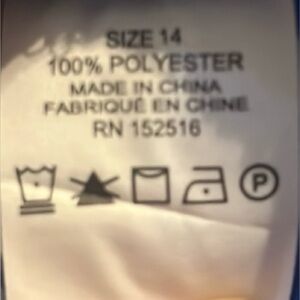 SIZE 14
100% POLYESTER
MADE IN CHINA
FABRIQUÉ EN CHINE
RN 152516
P